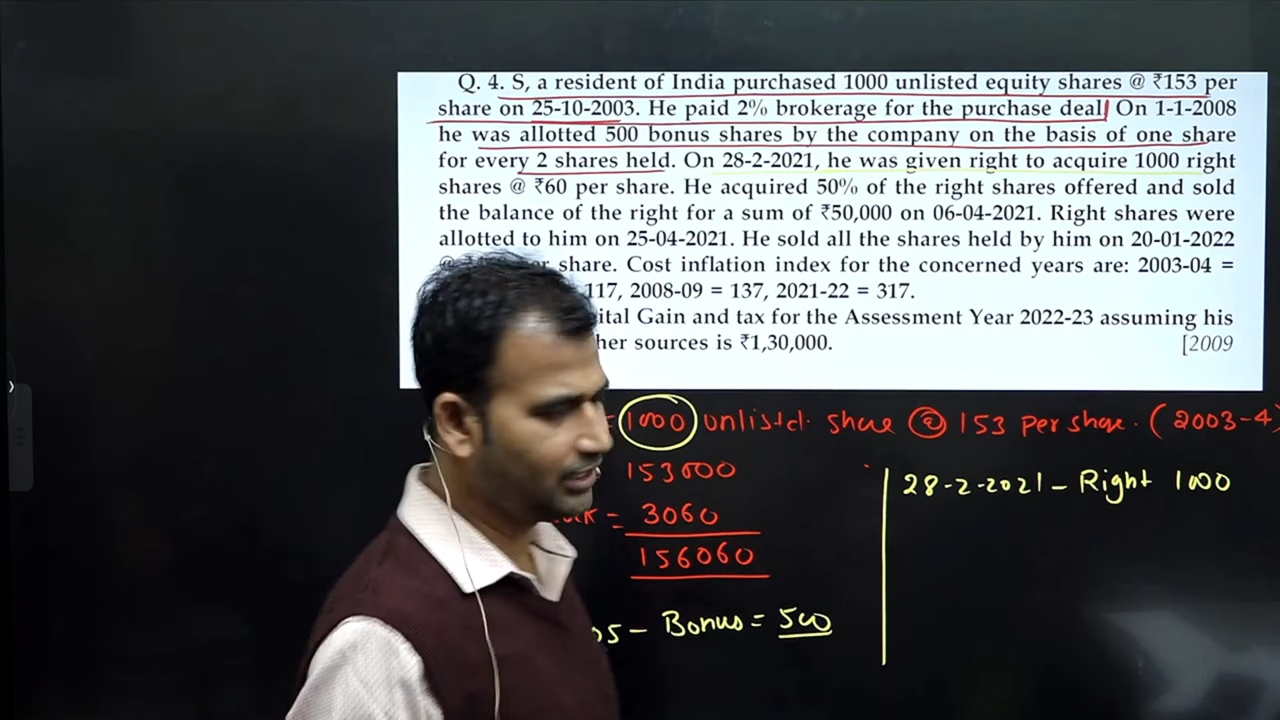 Q. 4. S, a resident of India purchased 1000 unlisted equity shares @ ₹153 per
share on 25-10-2003. He paid 2% brokerage for the purchase deal. On 1-1-2008
he was allotted 500 bonus shares by the company on the basis of one share
for every 2 shares held. On 28-2-2021, he was given right to acquire 1000 right
shares @ ₹60 per share. He acquired 50% of the right shares offered and sold
the balance of the right for a sum of ₹50,000 on 06-04-2021. Right shares were
allotted to him on 25-04-2021. He sold all the shares held by him on 20-01-2022
share. Cost inflation index for the concerned years are: 2003-04 =
117, 2008-09 = 137, 2021-22 = 317.
Gain and tax for the Assessment Year 2022-23 assuming his
sources is ₹1,30,000. [2009
1000 unlisted share @ 153 per share. (2003-4)
153000
= 3060
156060
Bonus = 500
28-2-2021 - Right 1000